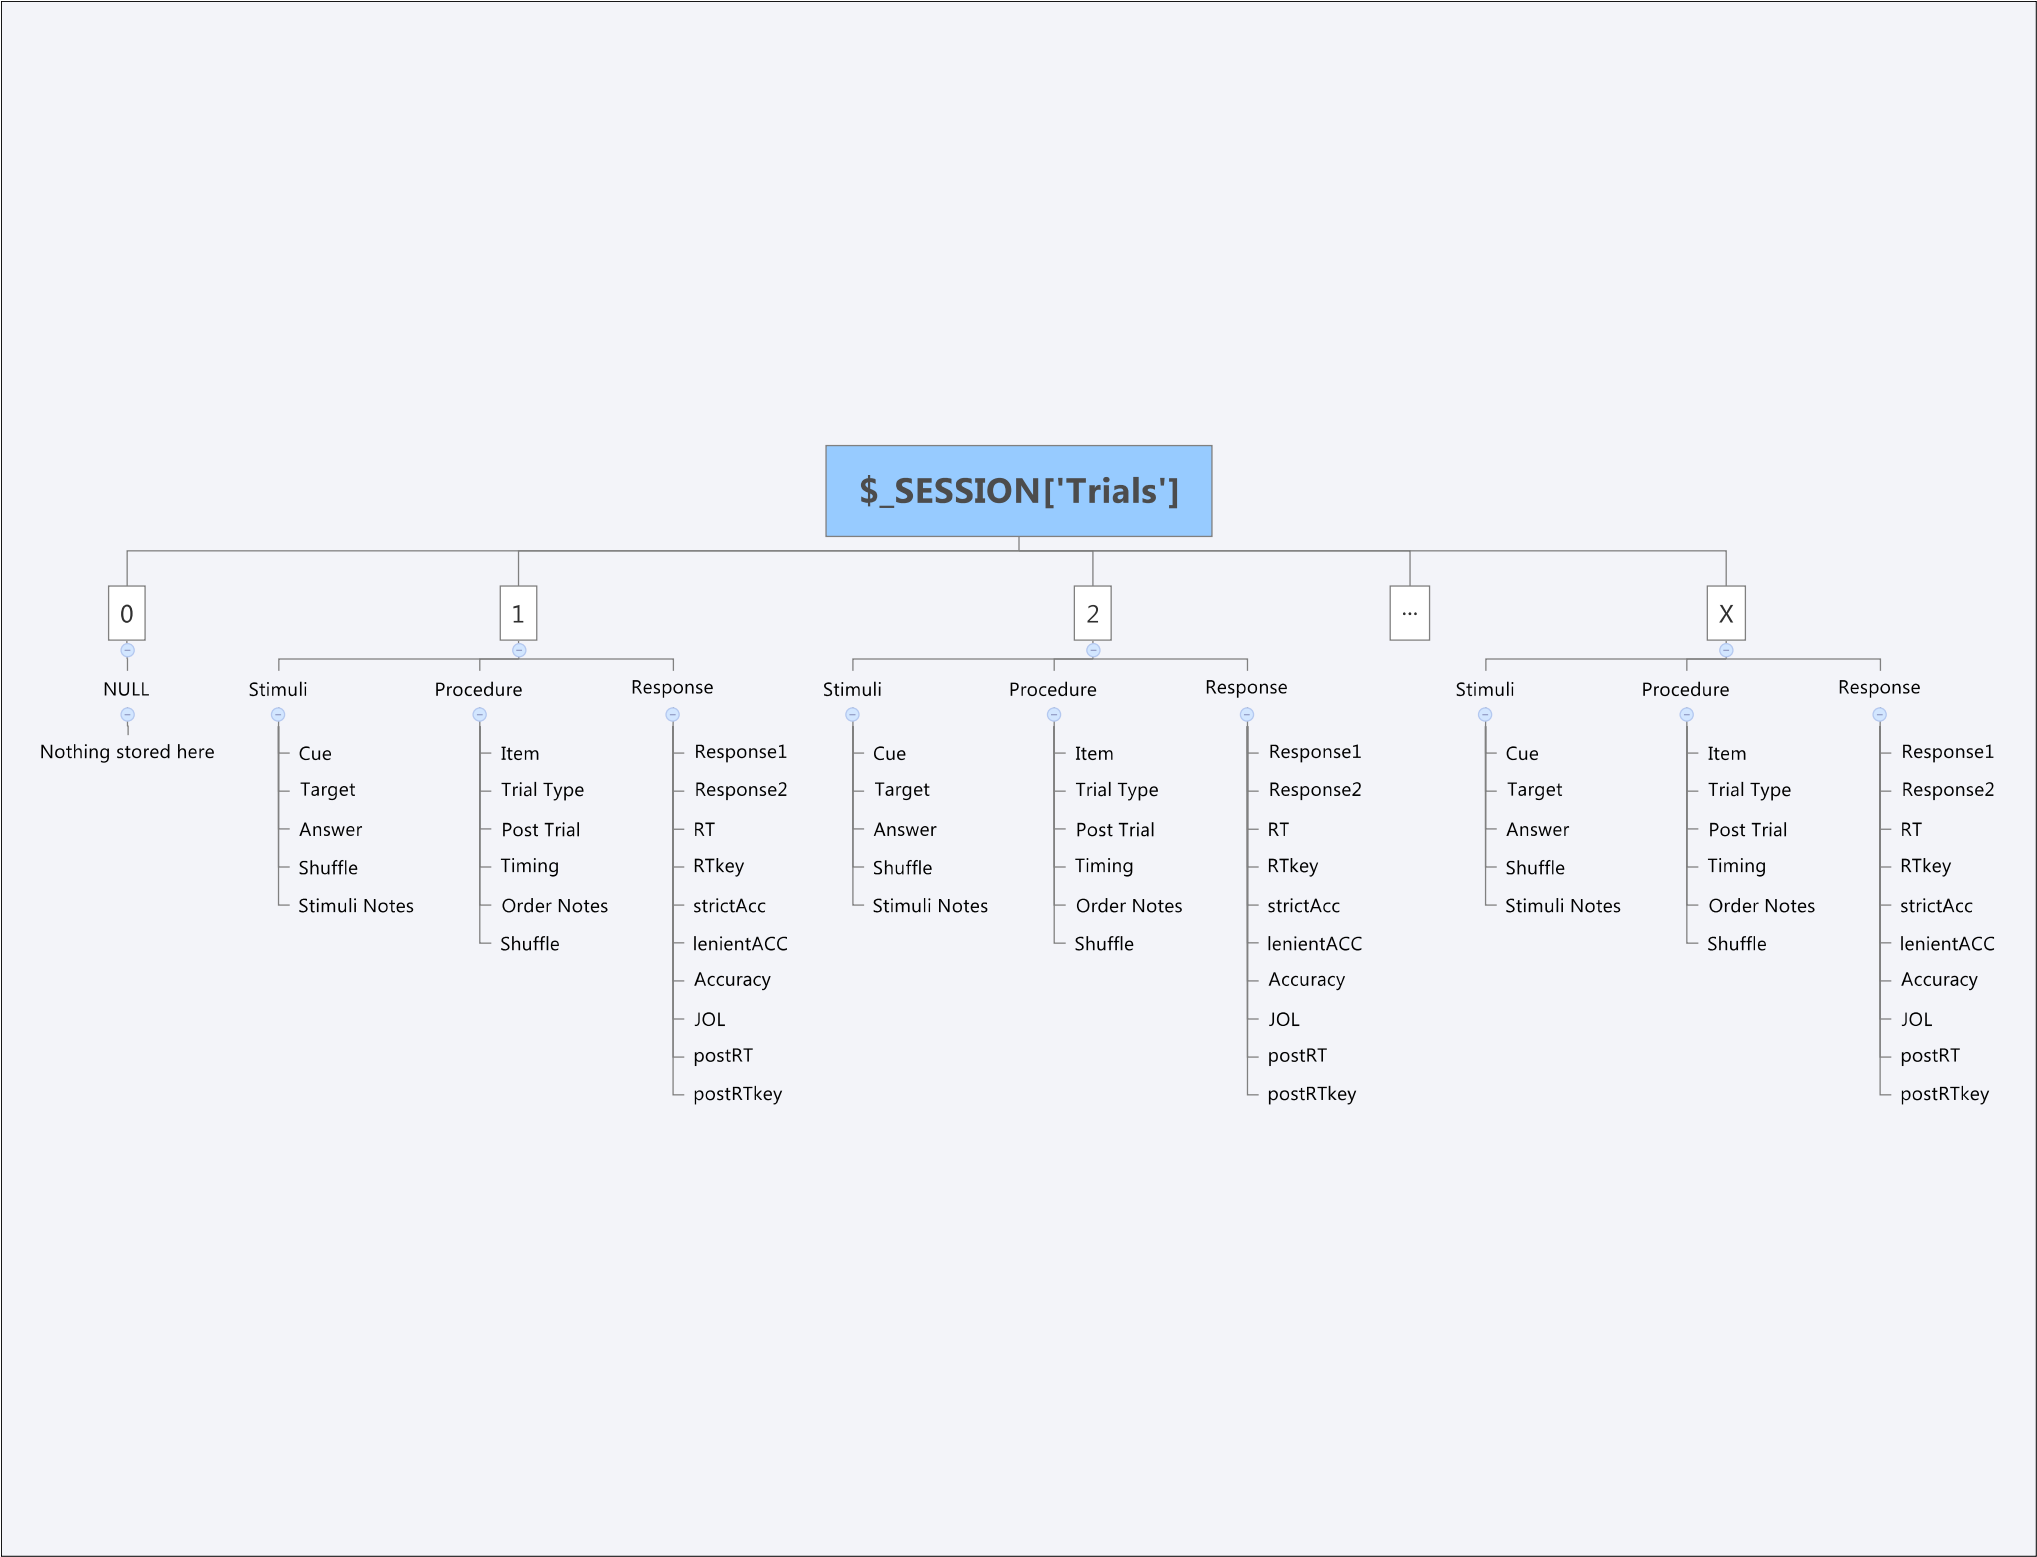 $_SESSION['Trials']
0
1
2
...
X
NULL
Nothing stored here
Stimuli
Cue
Target
Answer
Shuffle
Stimuli Notes
Procedure
Item
Trial Type
Post Trial
Timing
Order Notes
Shuffle
Response
Response1
Response2
RT
RTkey
strictAcc
lenientACC
Accuracy
JOL
postRT
postRTkey
Stimuli
Cue
Target
Answer
Shuffle
Stimuli Notes
Procedure
Item
Trial Type
Post Trial
Timing
Order Notes
Shuffle
Response
Response1
Response2
RT
RTkey
strictAcc
lenientACC
Accuracy
JOL
postRT
postRTkey
Stimuli
Cue
Target
Answer
Shuffle
Stimuli Notes
Procedure
Item
Trial Type
Post Trial
Timing
Order Notes
Shuffle
Response
Response1
Response2
RT
RTkey
strictAcc
lenientACC
Accuracy
JOL
postRT
postRTkey